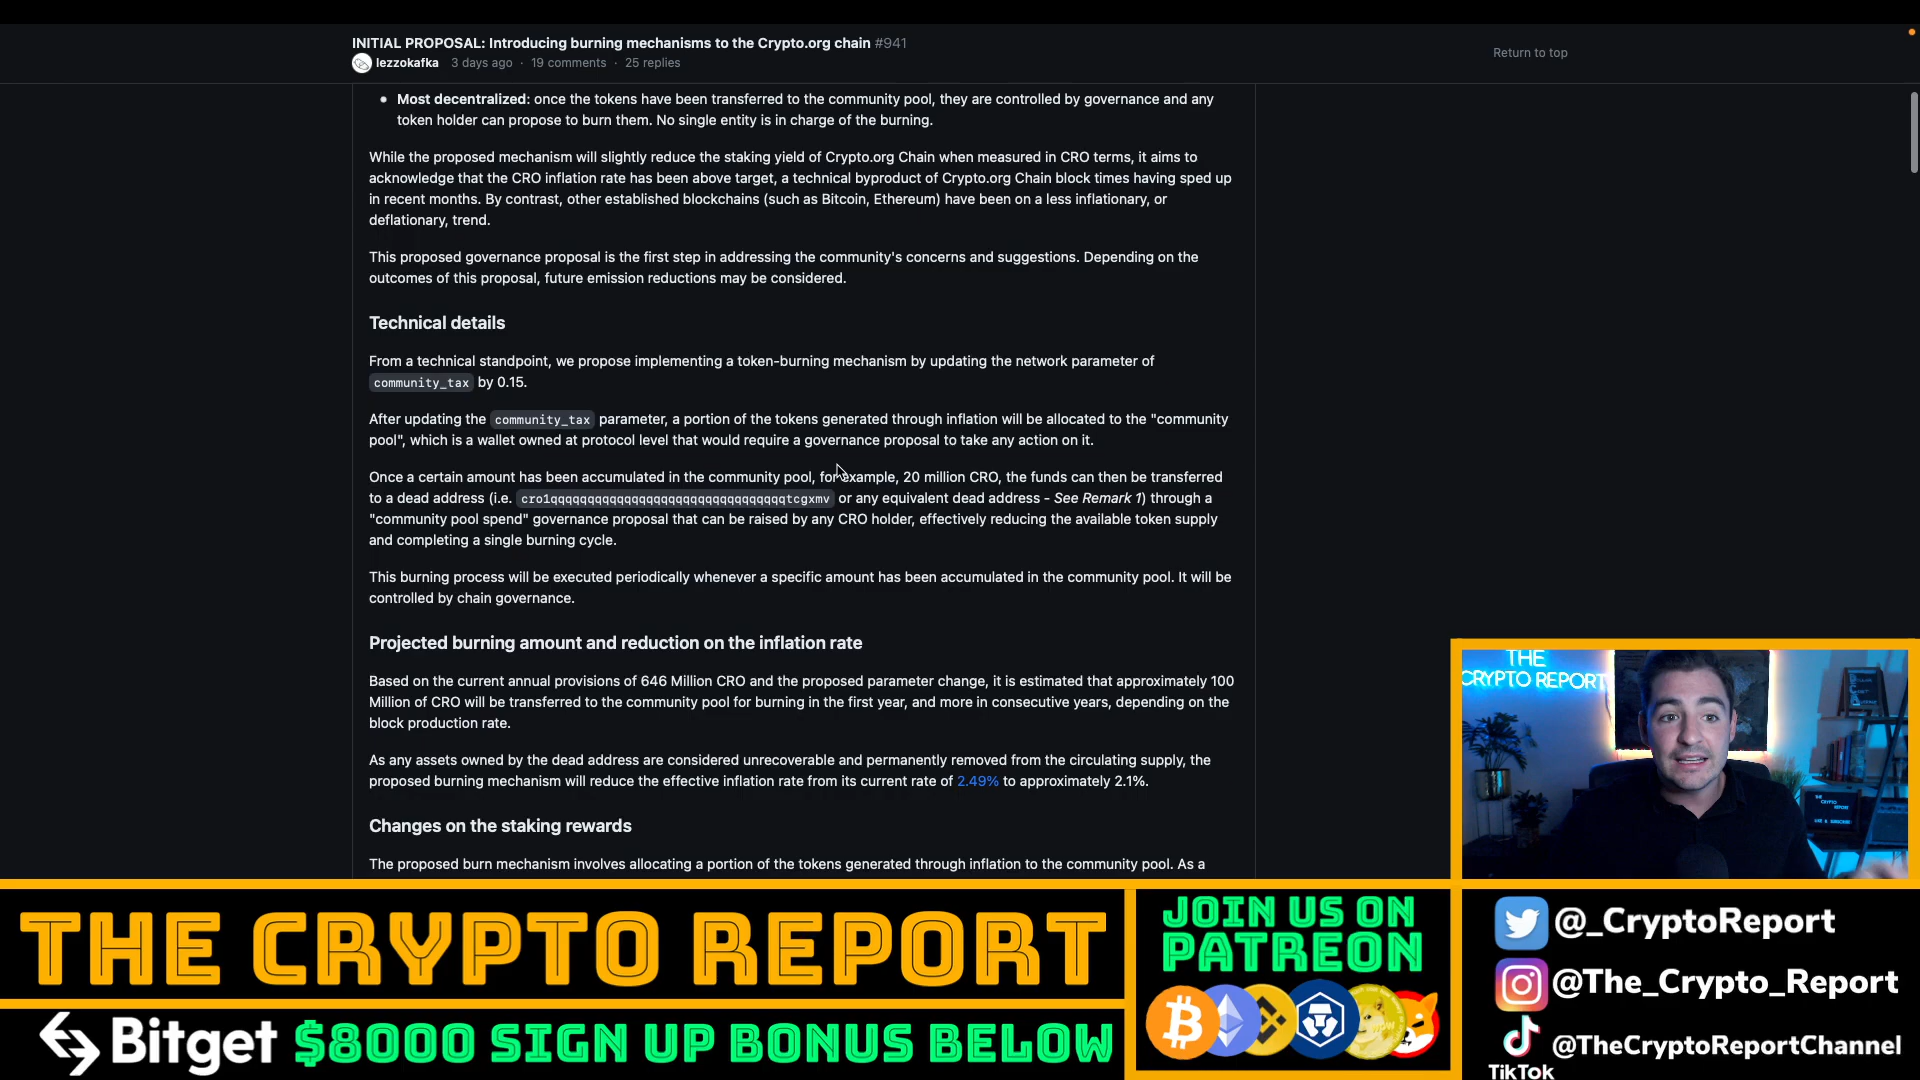 INITIAL PROPOSAL: Introducing burning mechanisms to the Crypto.org chain #941
lezzokafka 3 days ago · 19 comments · 25 replies
Return to top
• Most decentralized: once the tokens have been transferred to the community pool, they are controlled by governance and any
token holder can propose to burn them. No single entity is in charge of the burning.
While the proposed mechanism will slightly reduce the staking yield of Crypto.org Chain when measured in CRO terms, it aims to
acknowledge that the CRO inflation rate has been above target, a technical byproduct of Crypto.org Chain block times having sped up
in recent months. By contrast, other established blockchains (such as Bitcoin, Ethereum) have been on a less inflationary, or
deflationary, trend.
This proposed governance proposal is the first step in addressing the community's concerns and suggestions. Depending on the
outcomes of this proposal, future emission reductions may be considered.
Technical details
From a technical standpoint, we propose implementing a token-burning mechanism by updating the network parameter of
community_tax by 0.15.
After updating the community_tax parameter, a portion of the tokens generated through inflation will be allocated to the "community
pool", which is a wallet owned at protocol level that would require a governance proposal to take any action on it.
Once a certain amount has been accumulated in the community pool, for example, 20 million CRO, the funds can then be transferred
to a dead address (i.e. cro1qqqqqqqqqqqqqqqqqqqqqqqqqqqqqqqqtcgxmv or any equivalent dead address - See Remark 1) through a
"community pool spend" governance proposal that can be raised by any CRO holder, effectively reducing the available token supply
and completing a single burning cycle.
This burning process will be executed periodically whenever a specific amount has been accumulated in the community pool. It will be
controlled by chain governance.
Projected burning amount and reduction on the inflation rate
Based on the current annual provisions of 646 Million CRO and the proposed parameter change, it is estimated that approximately 100
Million of CRO will be transferred to the community pool for burning in the first year, and more in consecutive years, depending on the
block production rate.
As any assets owned by the dead address are considered unrecoverable and permanently removed from the circulating supply, the
proposed burning mechanism will reduce the effective inflation rate from its current rate of 2.49% to approximately 2.1%.
Changes on the staking rewards
The proposed burn mechanism involves allocating a portion of the tokens generated through inflation to the community pool. As a
THE
CRYPTO REPORT
THE CRYPTO REPORT
JOIN US ON
PATREON
Bitget $8000 SIGN UP BONUS BELOW
@_CryptoReport
@The_Crypto_Report
@TheCryptoReportChannel
TikTok